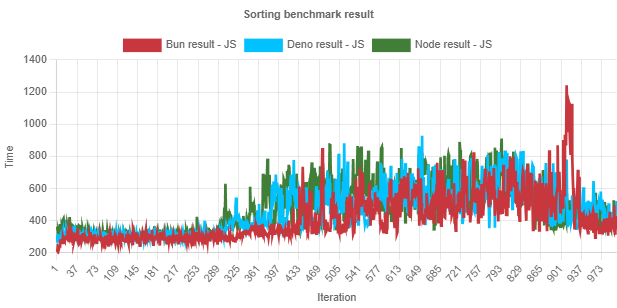 Sorting benchmark result
Bun result - JS Deno result - JS Node result - JS
1400
1200
1000
800
600
400
200
Time
1 37 73 109 145 181 217 253 289 325 361 397 433 469 505 541 577 613 649 685 721 757 793 829 865 901 937 973
Iteration